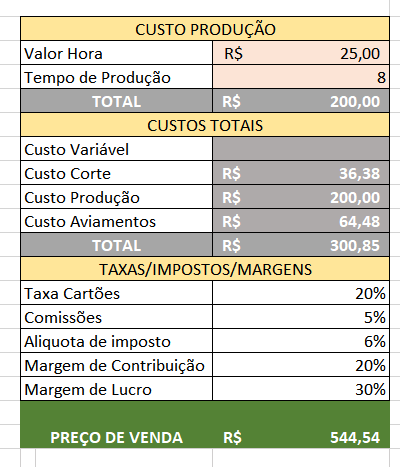 CUSTO PRODUÇÃO
Valor Hora R$ 25,00
Tempo de Produção 8
TOTAL R$ 200,00
CUSTOS TOTAIS
Custo Variável
Custo Corte R$ 36,38
Custo Produção R$ 200,00
Custo Aviamentos R$ 64,48
TOTAL R$ 300,85
TAXAS/IMPOSTOS/MARGENS
Taxa Cartões 20%
Comissões 5%
Aliquota de imposto 6%
Margem de Contribuição 20%
Margem de Lucro 30%
PREÇO DE VENDA R$ 544,54